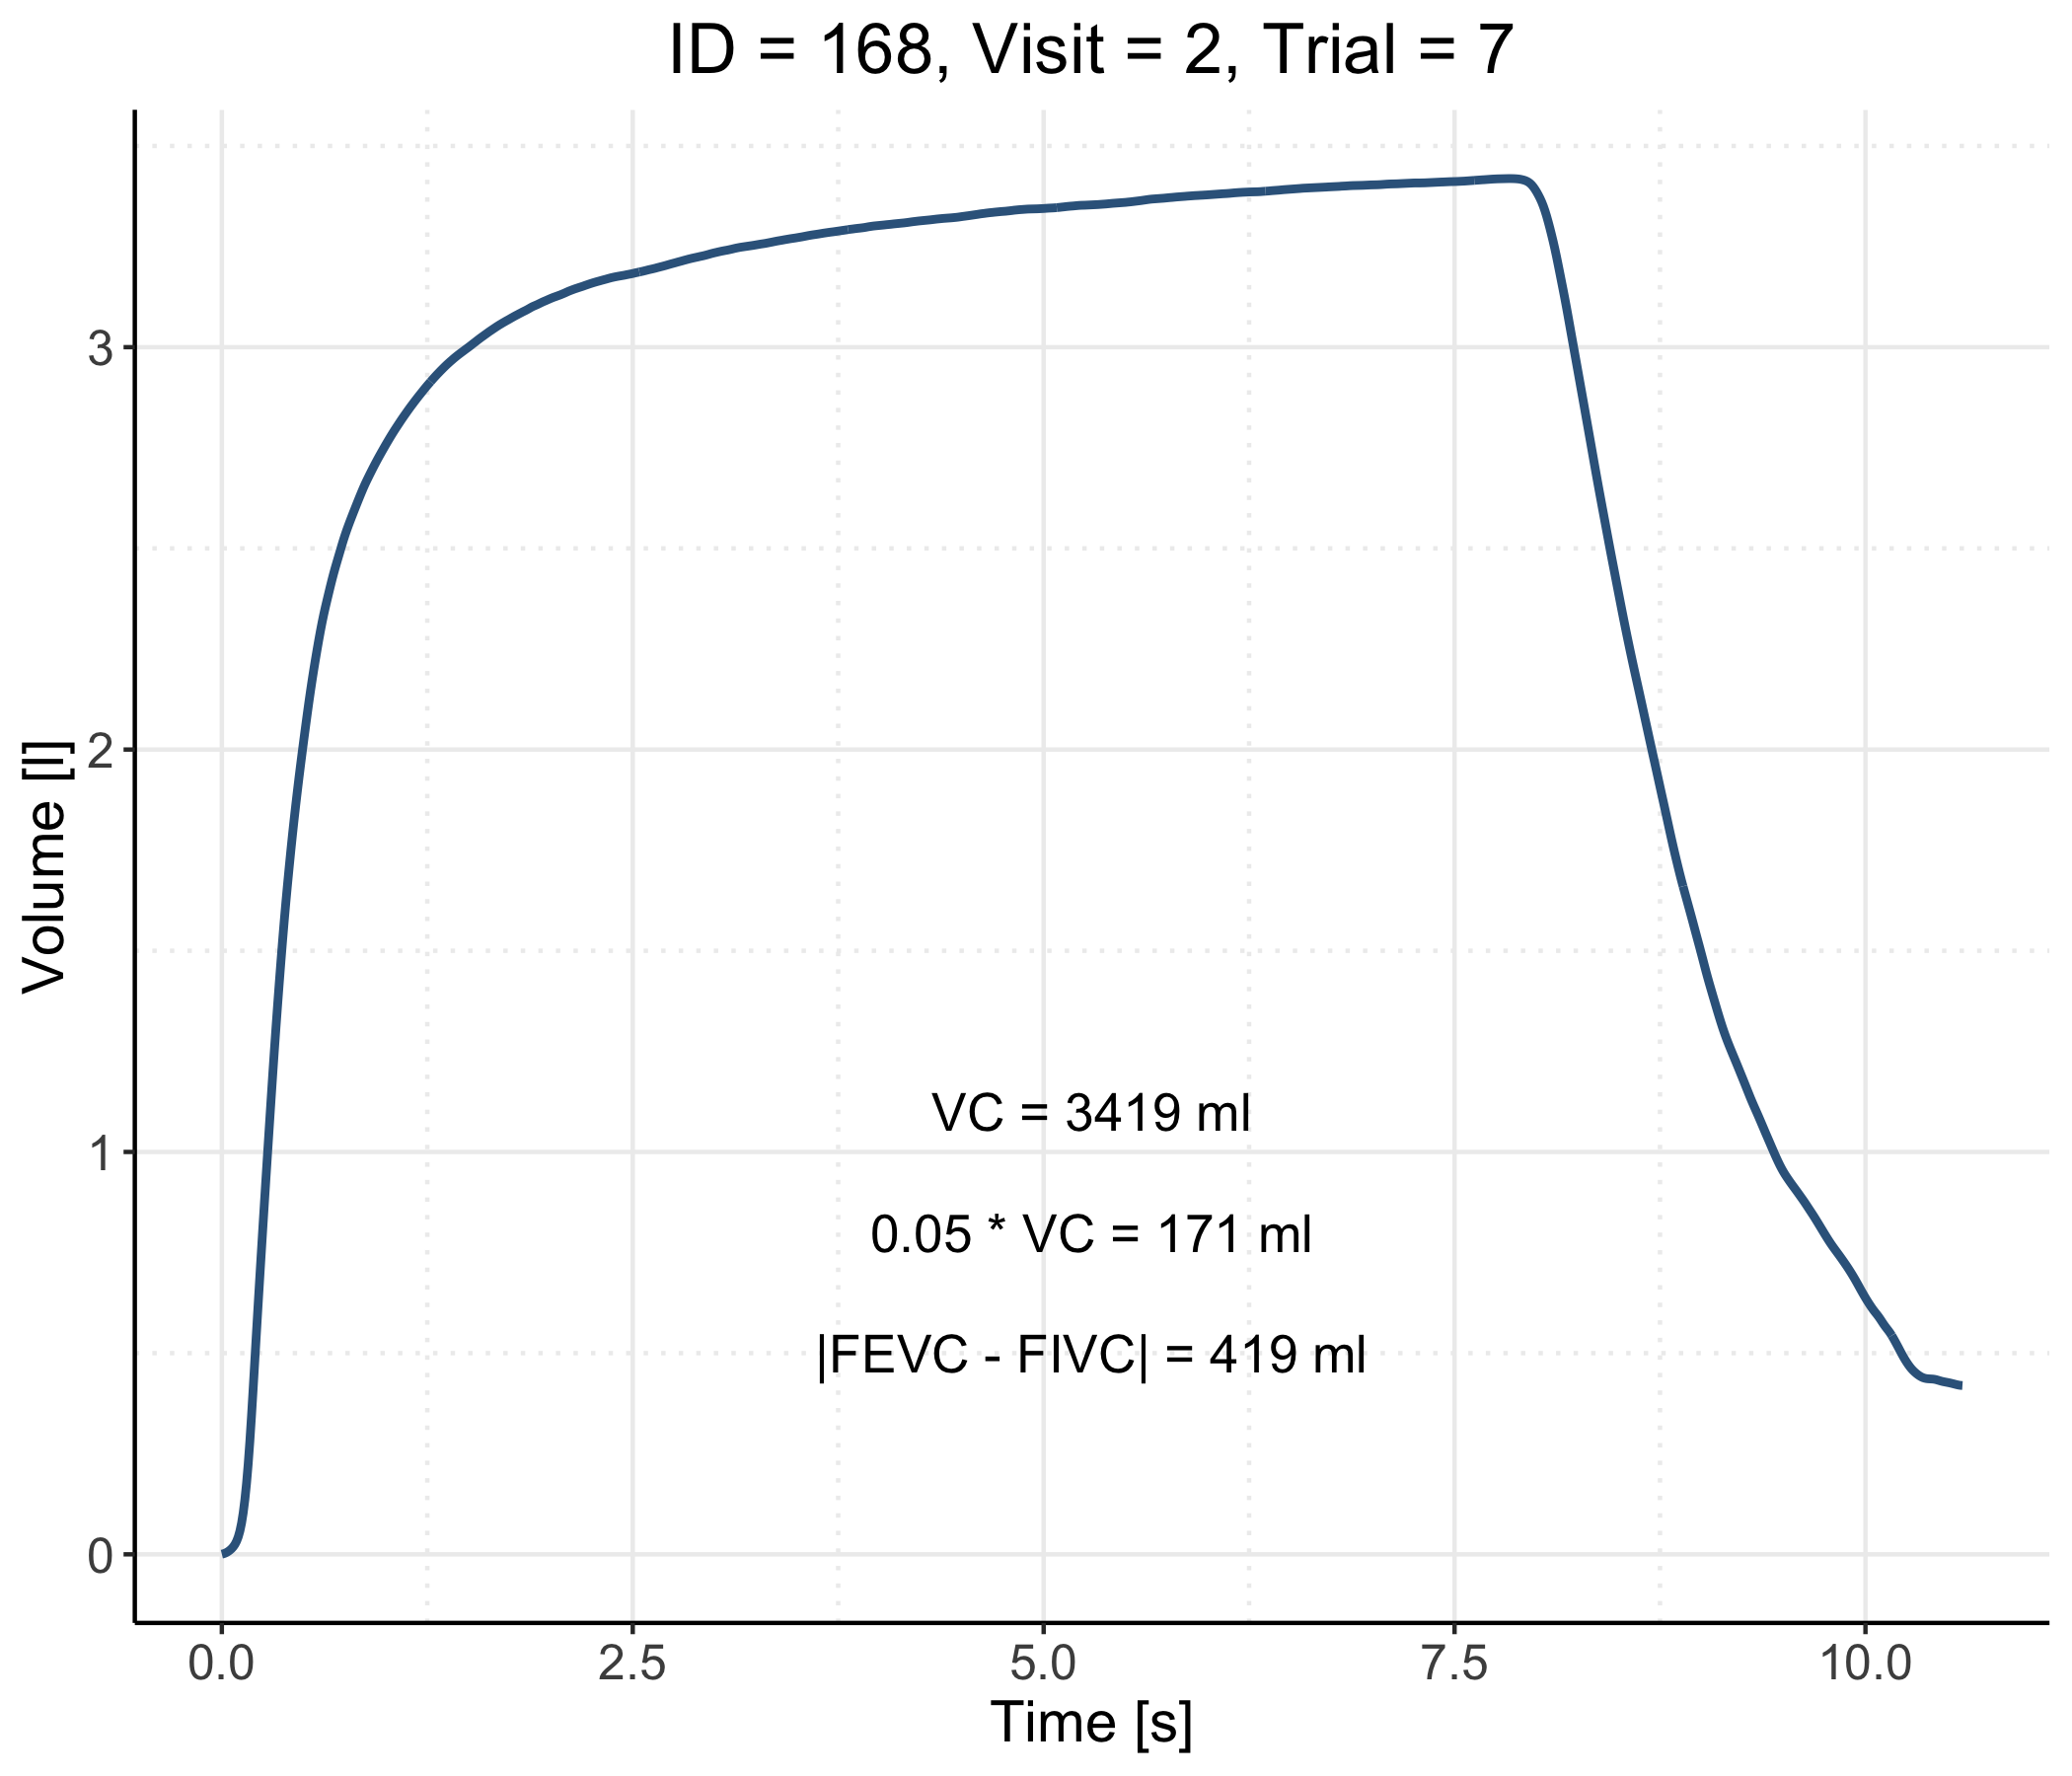 ID = 168, Visit = 2, Trial = 7
3
2
1
0
Volume [l]
VC = 3419 ml
0.05 * VC = 171 ml
|FEVC - FIVC| = 419 ml
0.0 2.5 5.0 7.5 10.0
Time [s]